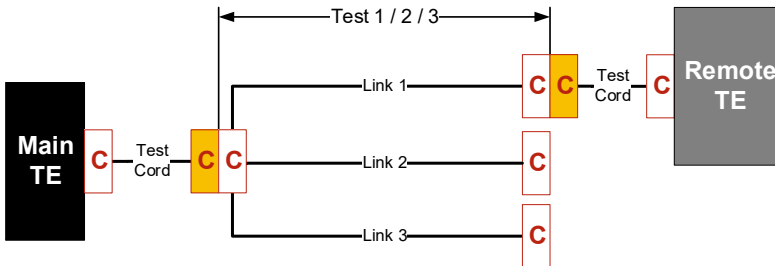 Test 1 / 2 / 3
Main
TE
C
Test
Cord
C
C
Link 1
Link 2
Link 3
C
C
C
C
Test
Cord
C
Remote
TE